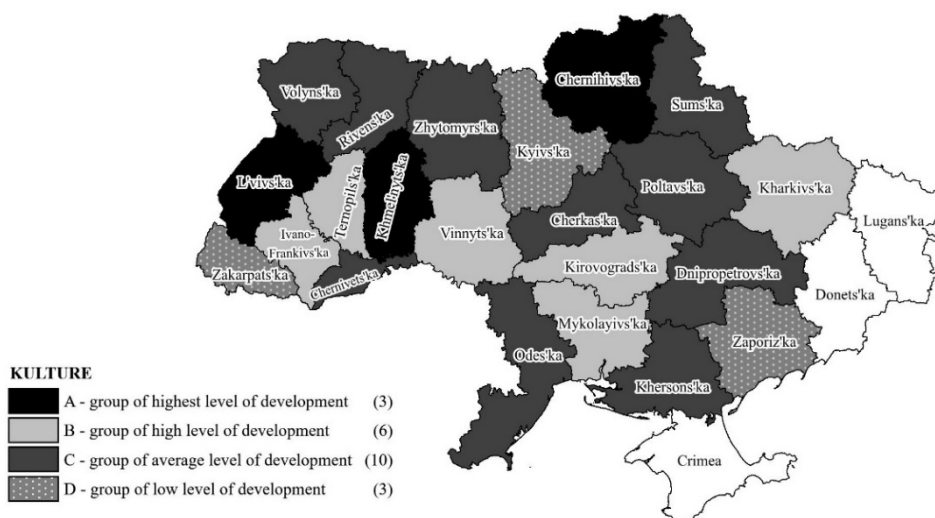 Chernihivs'ka
Volyns'ka
Sums'ka
Rivens'ka
Zhytomyrs'ka
Kyivs'ka
L'vivs'ka
Ternopils'ka
Khmel'nyts'ka
Poltavs'ka
Kharkivs'ka
Lugans'ka
Cherkas'ka
Ivano-
Frankivs'ka
Vinnyts'ka
Zakarpats'ka
Chernivets'ka
Kirovograds'ka
Dnipropetrovs'ka
Donets'ka
Mykolayivs'ka
Zaporiz'ka
Odes'ka
Khersons'ka
Crimea
KULTURE
A - group of highest level of development (3)
B - group of high level of development (6)
C - group of average level of development (10)
D - group of low level of development (3)